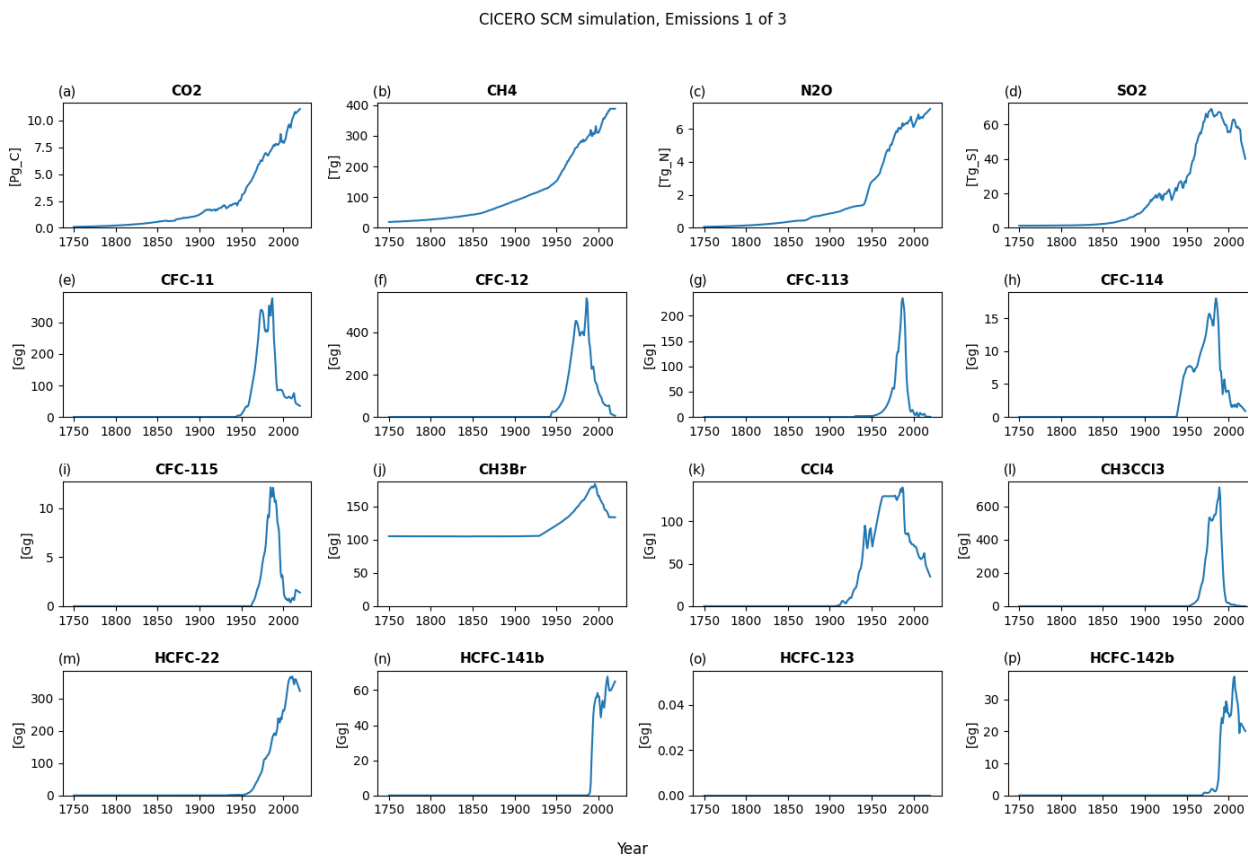 CICERO SCM simulation, Emissions 1 of 3
(a) CO2
[Pg_C]
10.0
7.5
5.0
2.5
0.0
1750 1800 1850 1900 1950 2000
(b) CH4
[Tg]
400
300
200
100
0
1750 1800 1850 1900 1950 2000
(c) N2O
[Tg_N]
6
4
2
0
1750 1800 1850 1900 1950 2000
(d) SO2
[Tg_S]
60
40
20
0
1750 1800 1850 1900 1950 2000
(e) CFC-11
[Gg]
300
200
100
0
1750 1800 1850 1900 1950 2000
(f) CFC-12
[Gg]
400
200
0
1750 1800 1850 1900 1950 2000
(g) CFC-113
[Gg]
200
150
100
50
0
1750 1800 1850 1900 1950 2000
(h) CFC-114
[Gg]
15
10
5
0
1750 1800 1850 1900 1950 2000
(i) CFC-115
[Gg]
10
5
0
1750 1800 1850 1900 1950 2000
(j) CH3Br
[Gg]
150
100
50
0
1750 1800 1850 1900 1950 2000
(k) CCl4
[Gg]
100
50
0
1750 1800 1850 1900 1950 2000
(l) CH3CCl3
[Gg]
600
400
200
0
1750 1800 1850 1900 1950 2000
(m) HCFC-22
[Gg]
300
200
100
0
1750 1800 1850 1900 1950 2000
(n) HCFC-141b
[Gg]
60
40
20
0
1750 1800 1850 1900 1950 2000
(o) HCFC-123
[Gg]
0.04
0.02
0.00
1750 1800 1850 1900 1950 2000
(p) HCFC-142b
[Gg]
30
20
10
0
1750 1800 1850 1900 1950 2000
Year